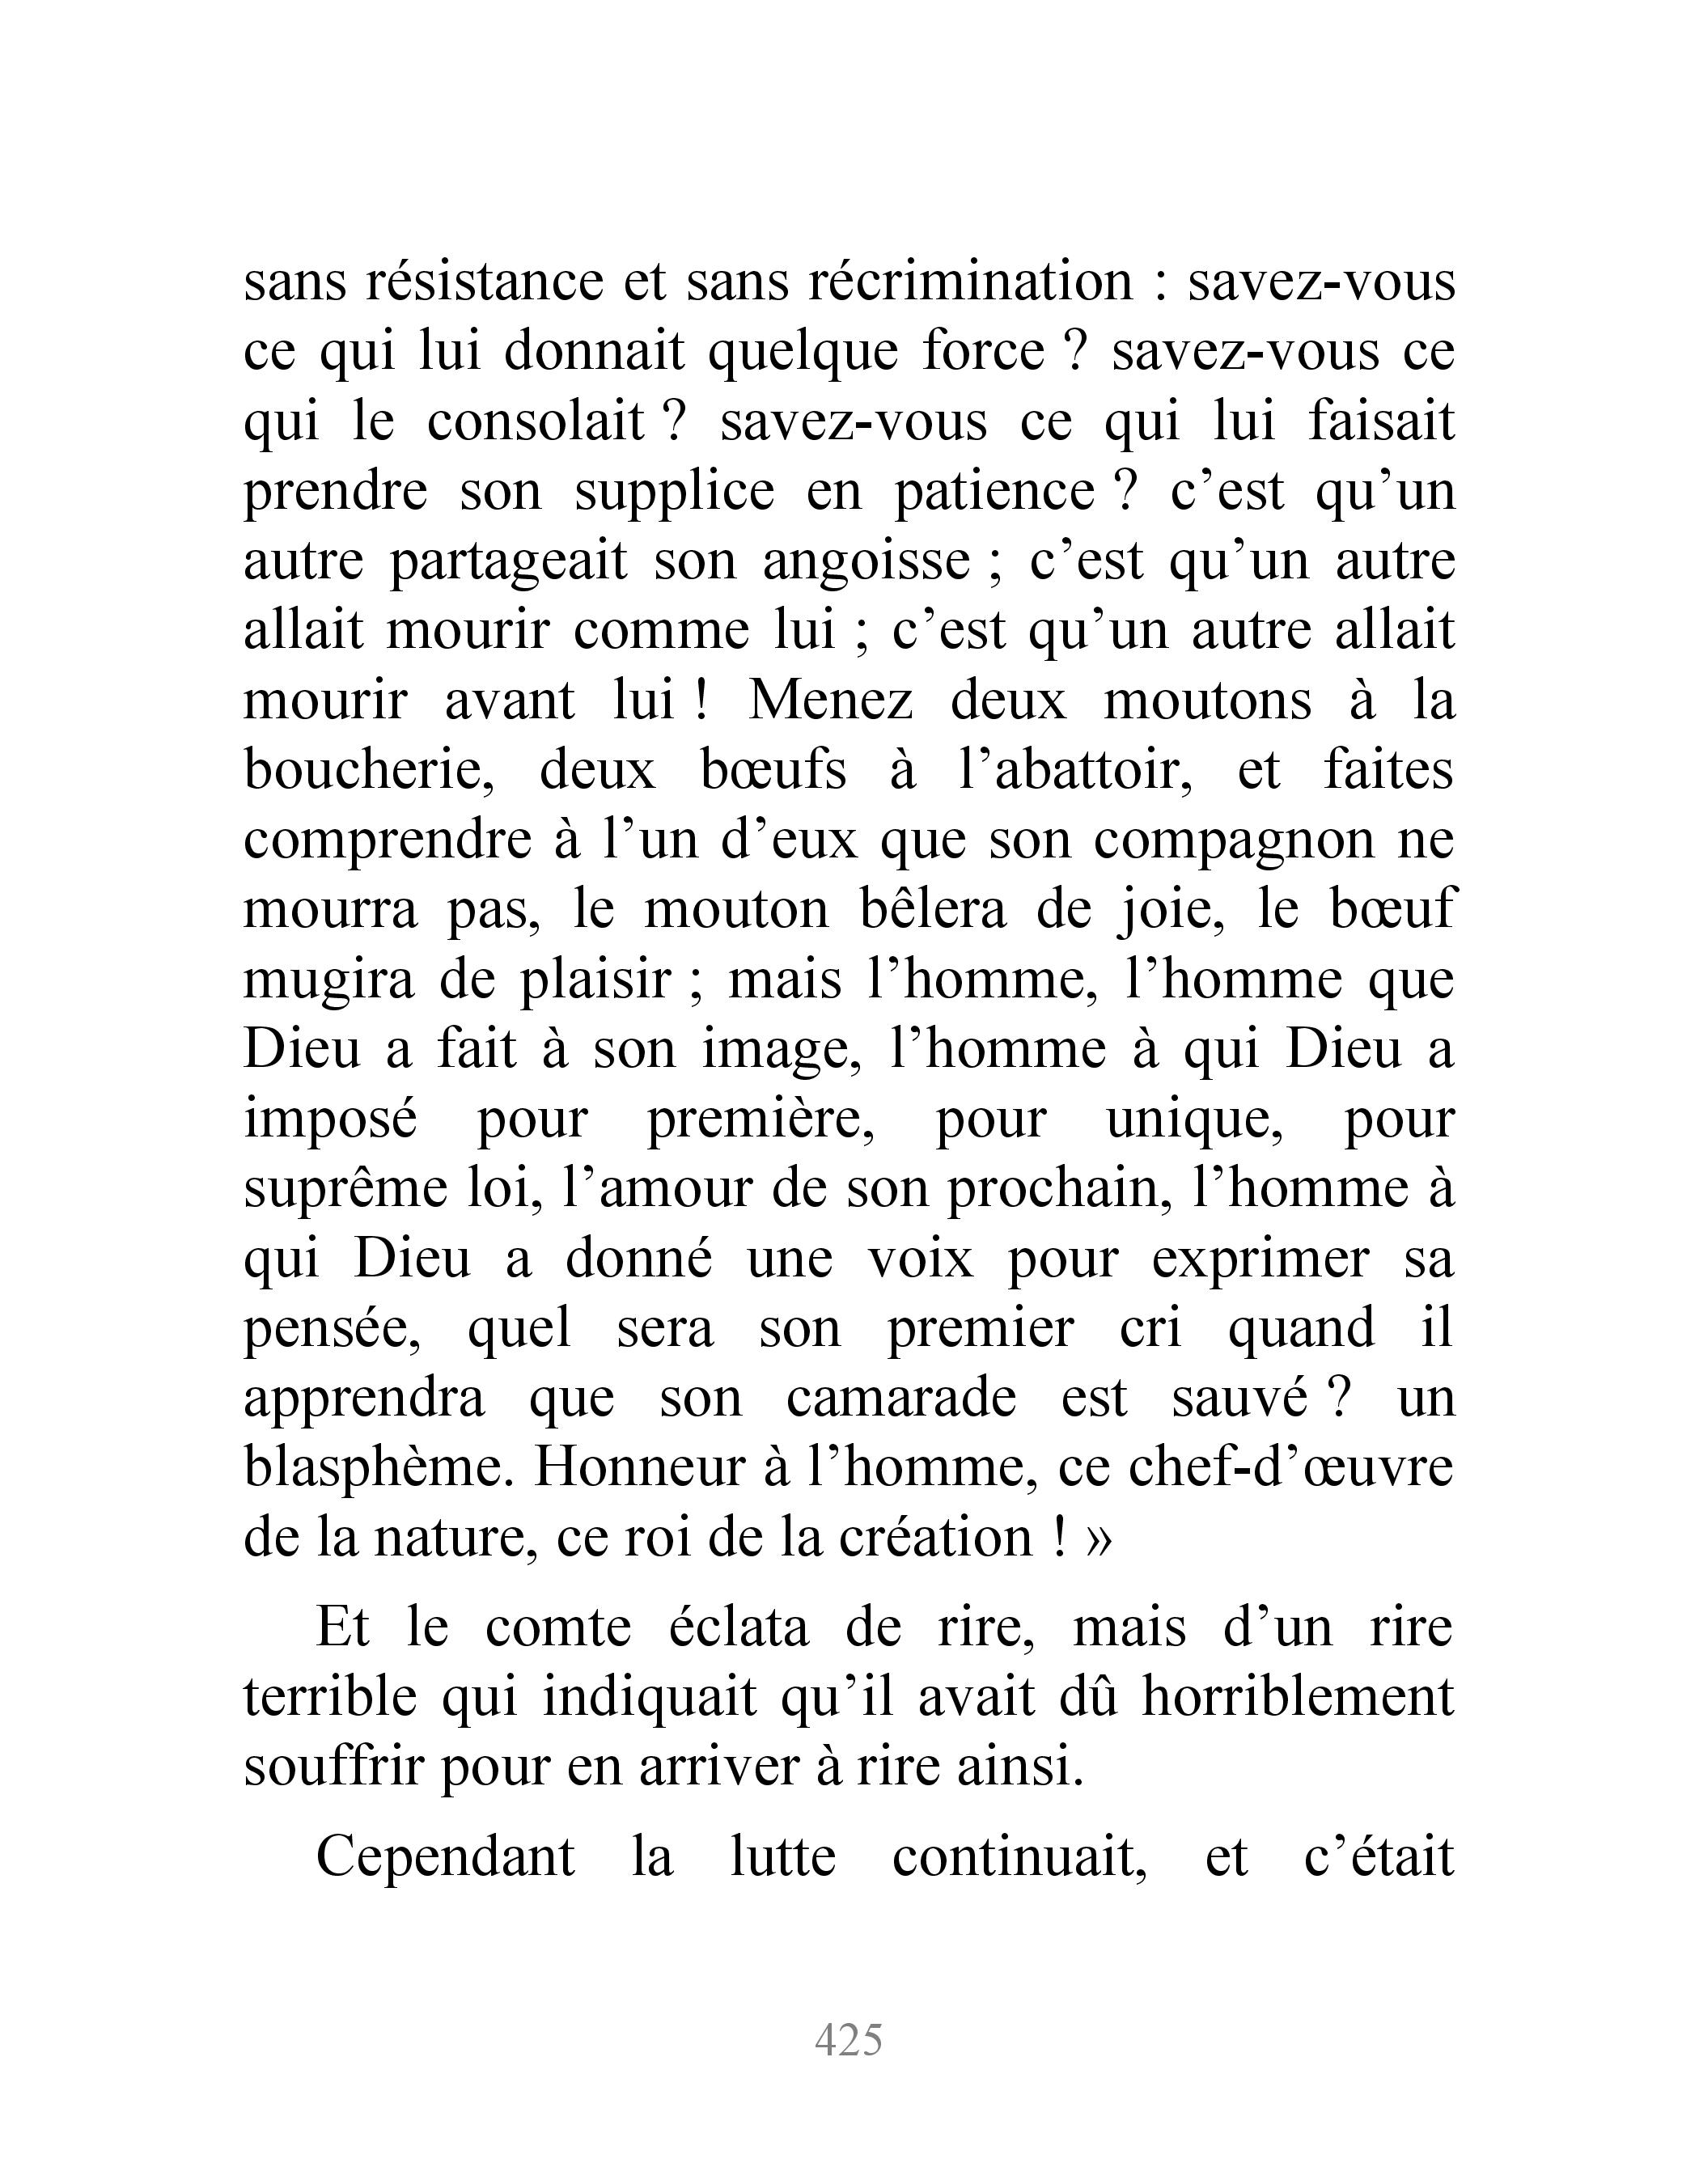 sans résistance et sans récrimination : savez-vous
ce qui lui donnait quelque force ? savez-vous ce
qui le consolait ? savez-vous ce qui lui faisait
prendre son supplice en patience ? c’est qu’un
autre partageait son angoisse ; c’est qu’un autre
allait mourir comme lui ; c’est qu’un autre allait
mourir avant lui ! Menez deux moutons à la
boucherie, deux bœufs à l’abattoir, et faites
comprendre à l’un d’eux que son compagnon ne
mourra pas, le mouton bêlera de joie, le bœuf
mugira de plaisir ; mais l’homme, l’homme que
Dieu a fait à son image, l’homme à qui Dieu a
imposé pour première, pour unique, pour
suprême loi, l’amour de son prochain, l’homme à
qui Dieu a donné une voix pour exprimer sa
pensée, quel sera son premier cri quand il
apprendra que son camarade est sauvé ? un
blasphème. Honneur à l’homme, ce chef-d’œuvre
de la nature, ce roi de la création ! »
Et le comte éclata de rire, mais d’un rire
terrible qui indiquait qu’il avait dû horriblement
souffrir pour en arriver à rire ainsi.
Cependant la lutte continuait, et c’était
425